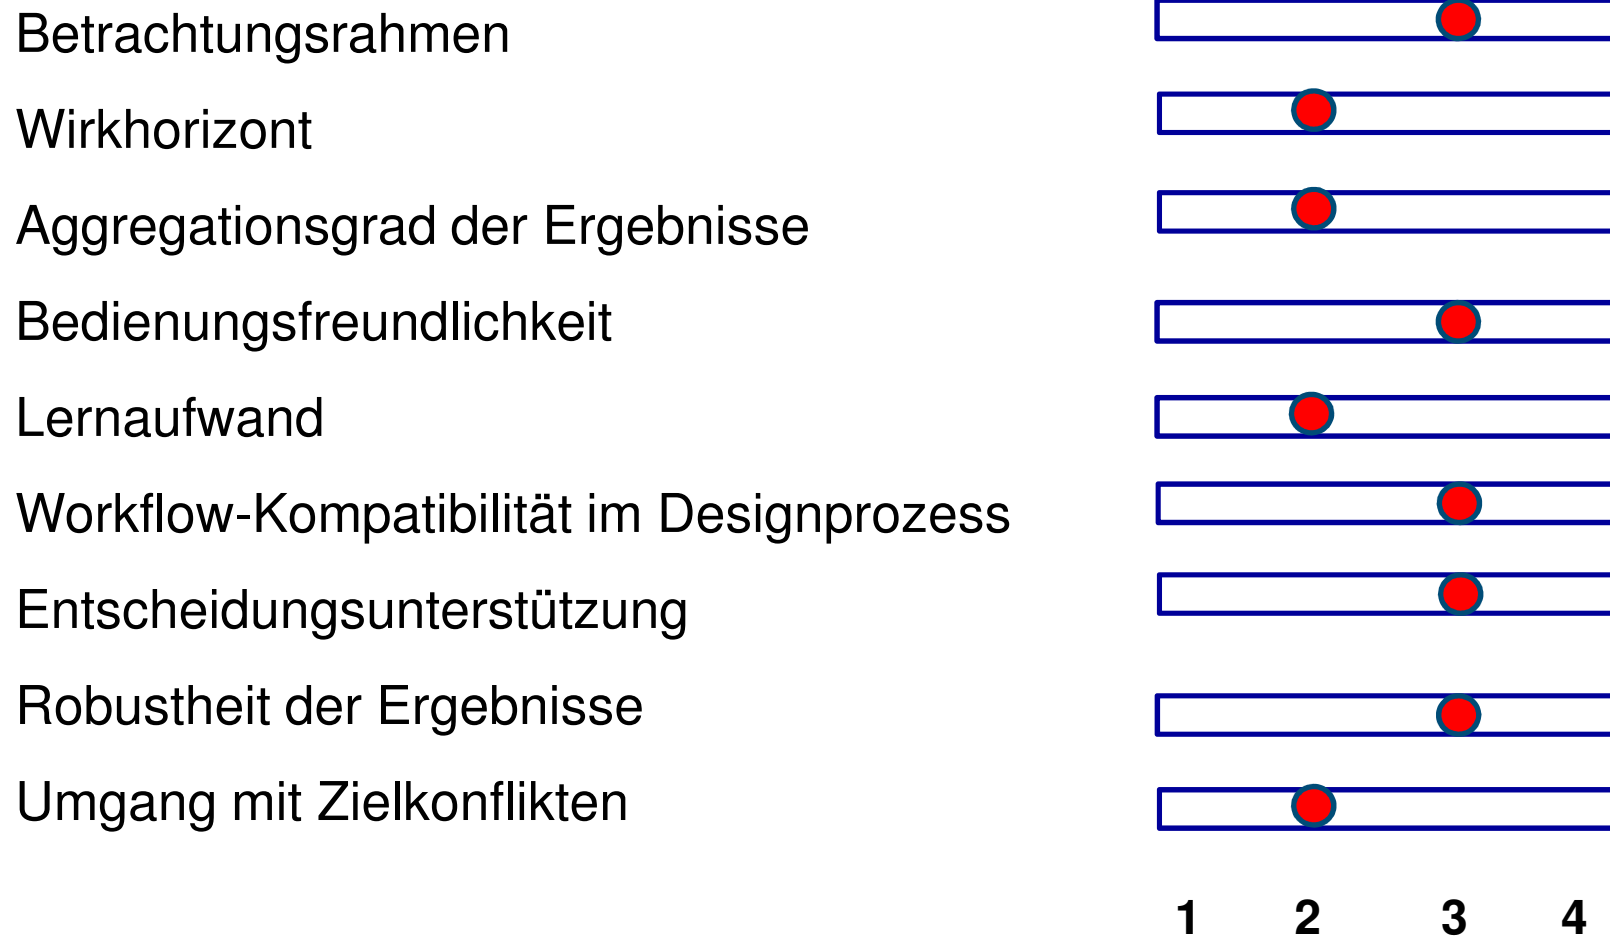 Betrachtungsrahmen
Wirkhorizont
Aggregationsgrad der Ergebnisse
Bedienungsfreundlichkeit
Lernaufwand
Workflow-Kompatibilität im Designprozess
Entscheidungsunterstützung
Robustheit der Ergebnisse
Umgang mit Zielkonflikten
1 2 3 4